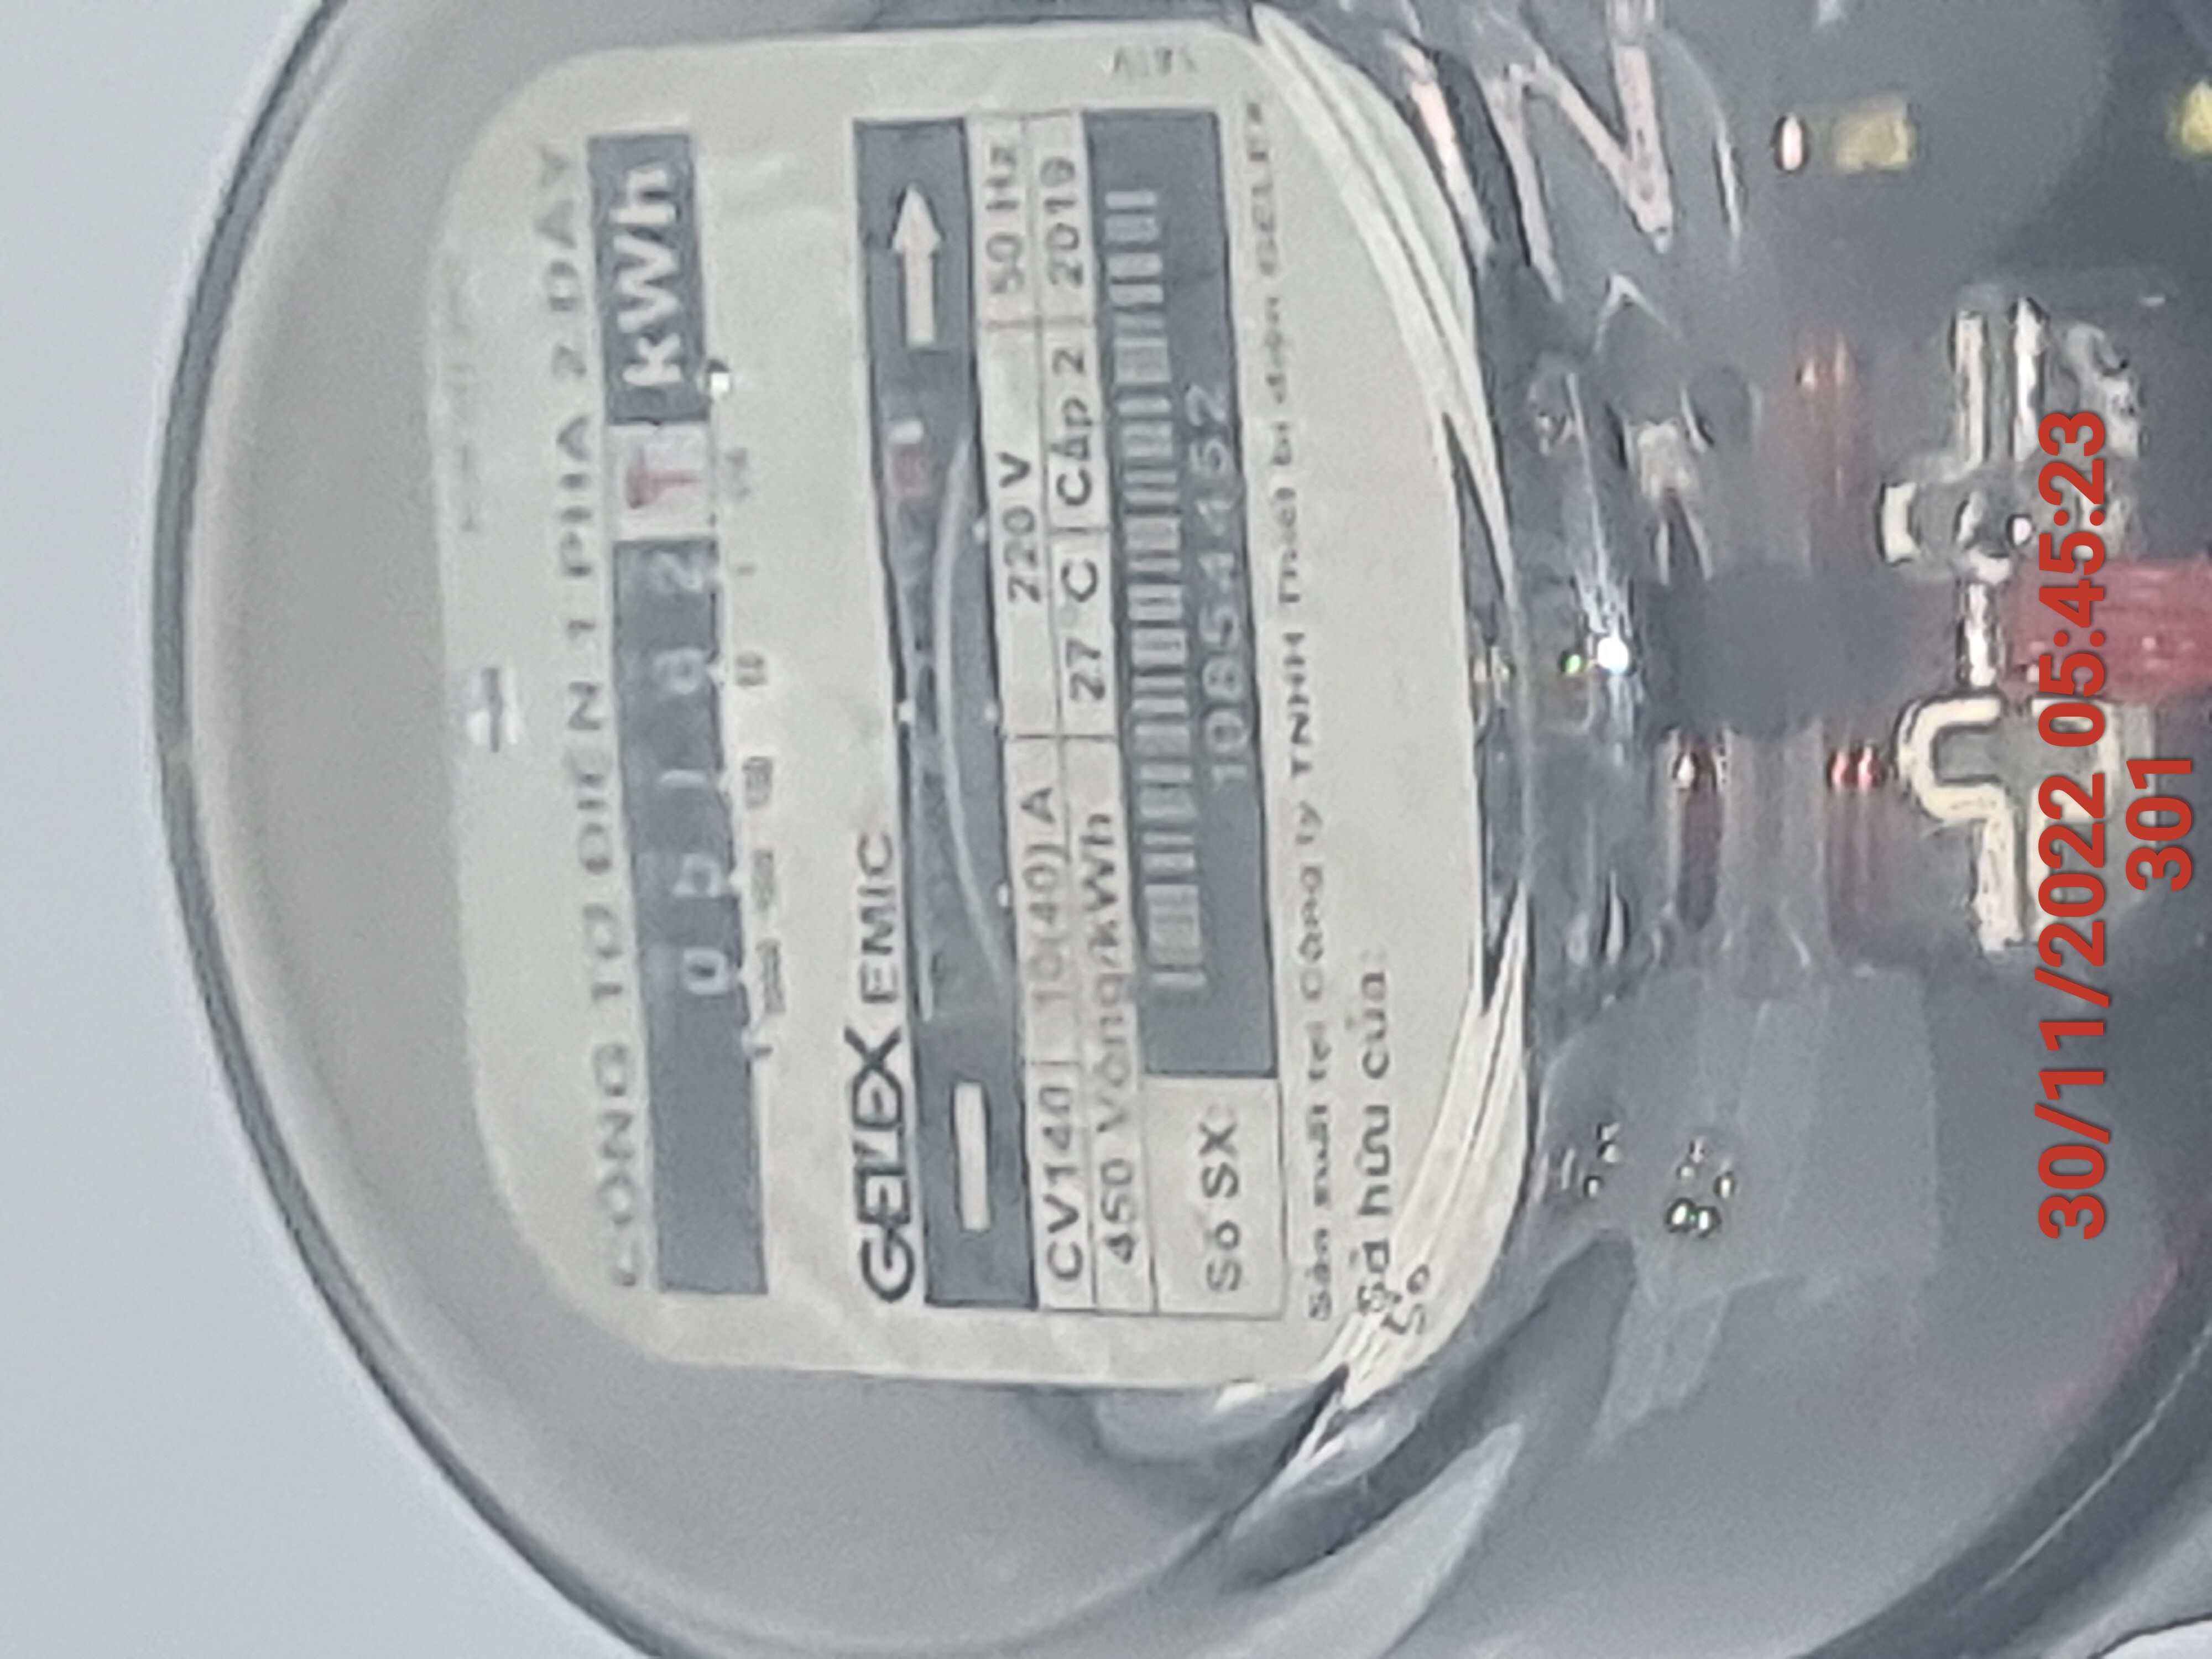 CÔNG TƠ ĐIỆN 1 PHA 2 DÂY
kWh
GELEX EMIC
CV140 10(40)A 220 V 50 Hz
450 Vòng/kWh 27 C Cấp 2 2019
Số SX
Sản xuất tại Công ty TNHH Thiết bị điện GELEX
Sở hữu của:
N
30/11/2022 05:45:23
301